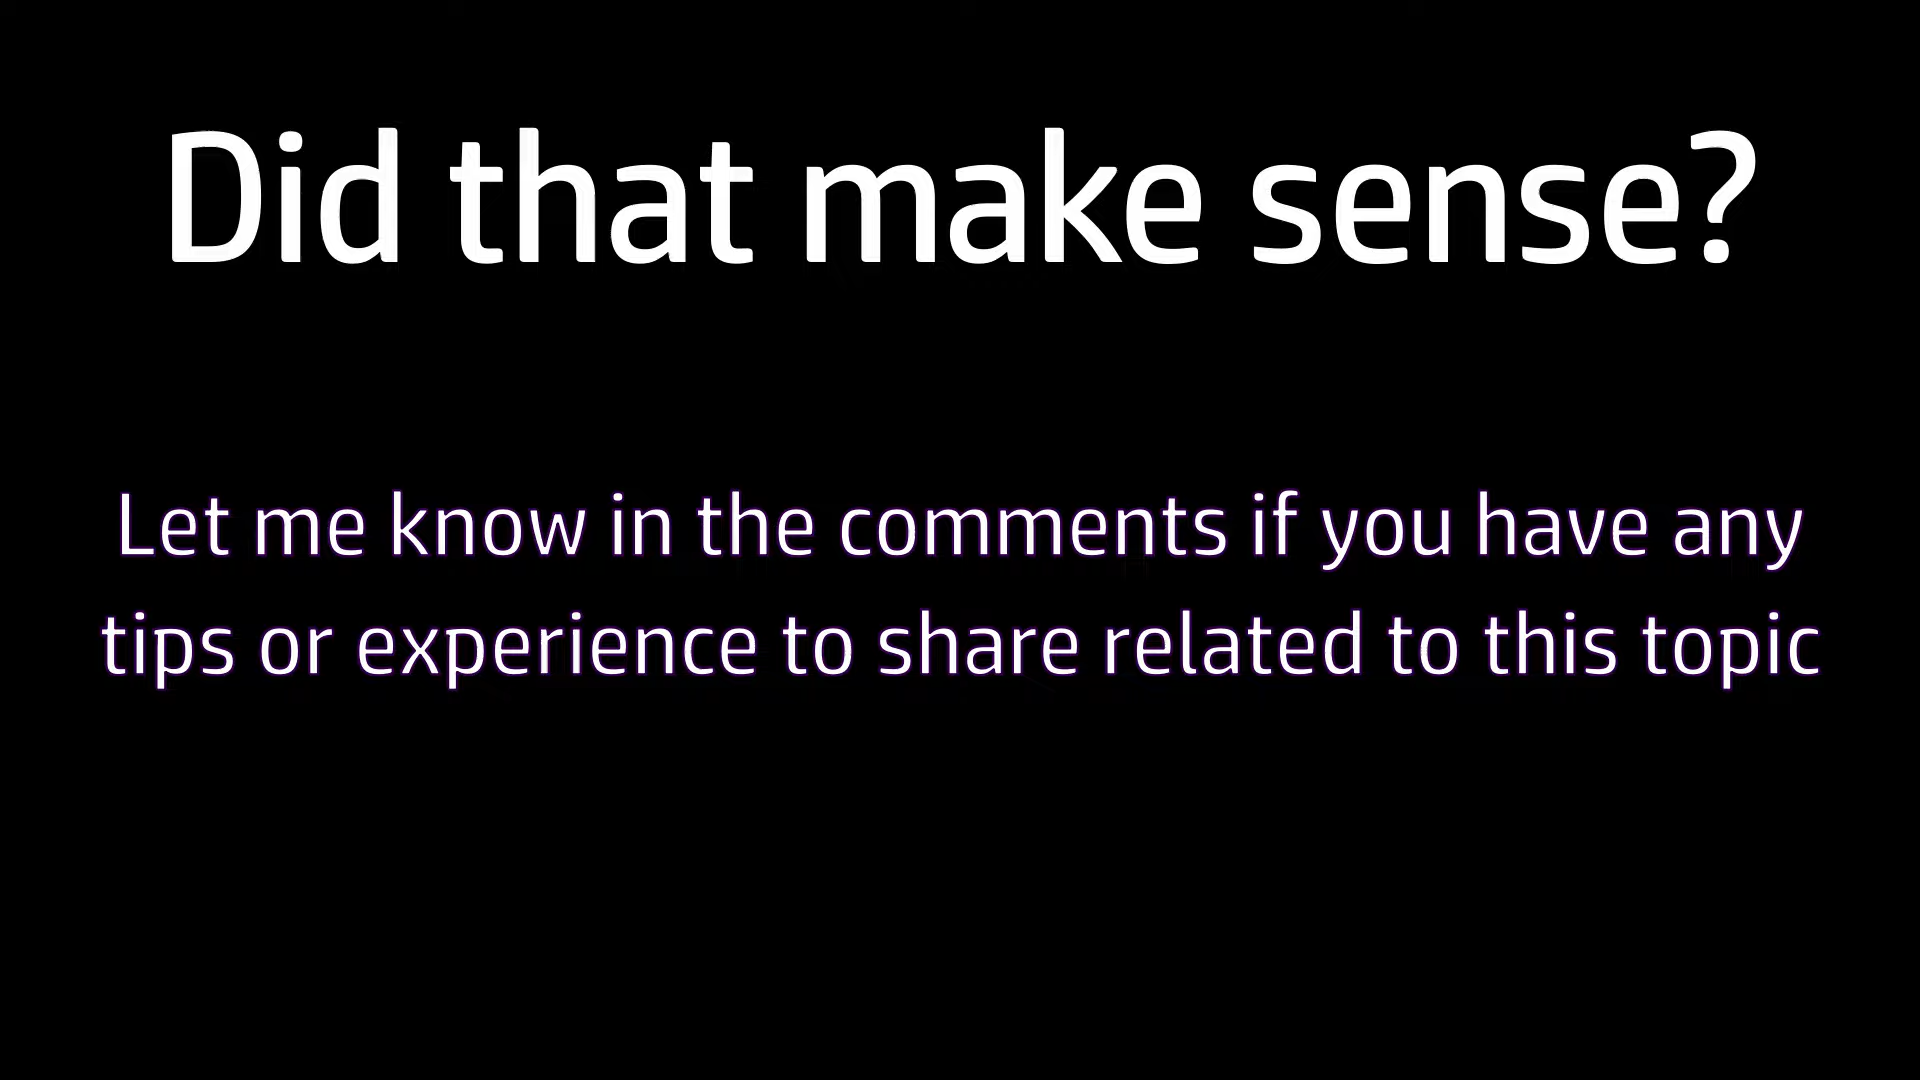 Did that make sense?
Let me know in the comments if you have any
tips or experience to share related to this topic